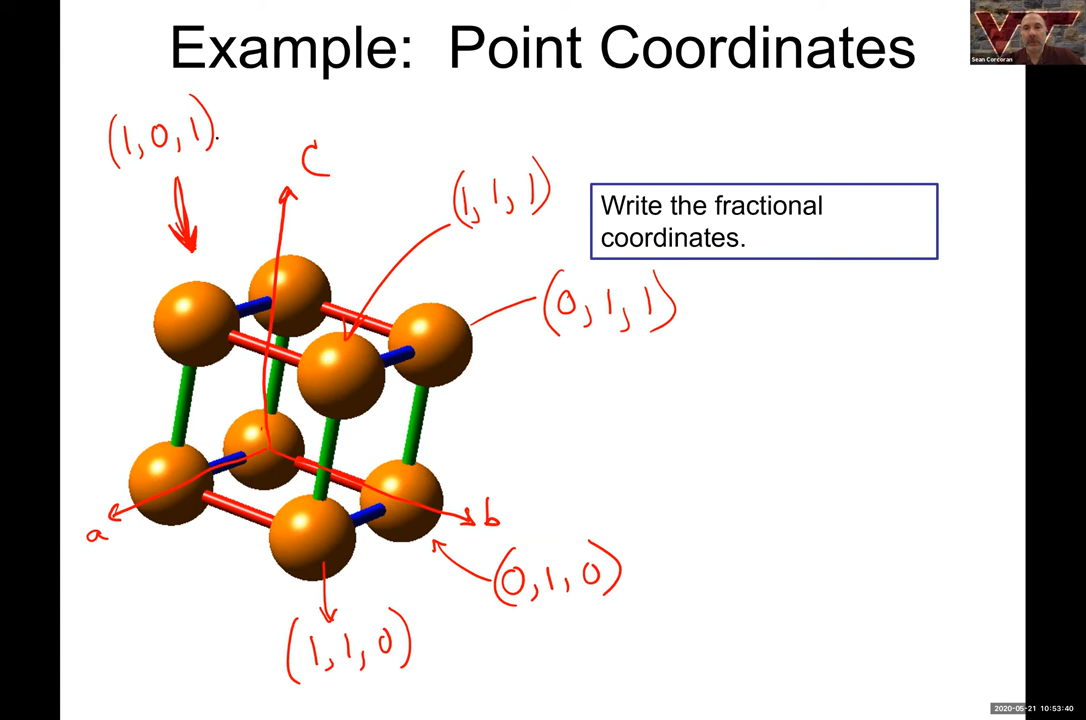 Example: Point Coordinates
VT
Sean Corcoran
(1,0,1)
C
(1,1,1)
Write the fractional
coordinates.
(0,1,1)
a
b
(0,1,0)
(1,1,0)
2020-05-21 10:53:40